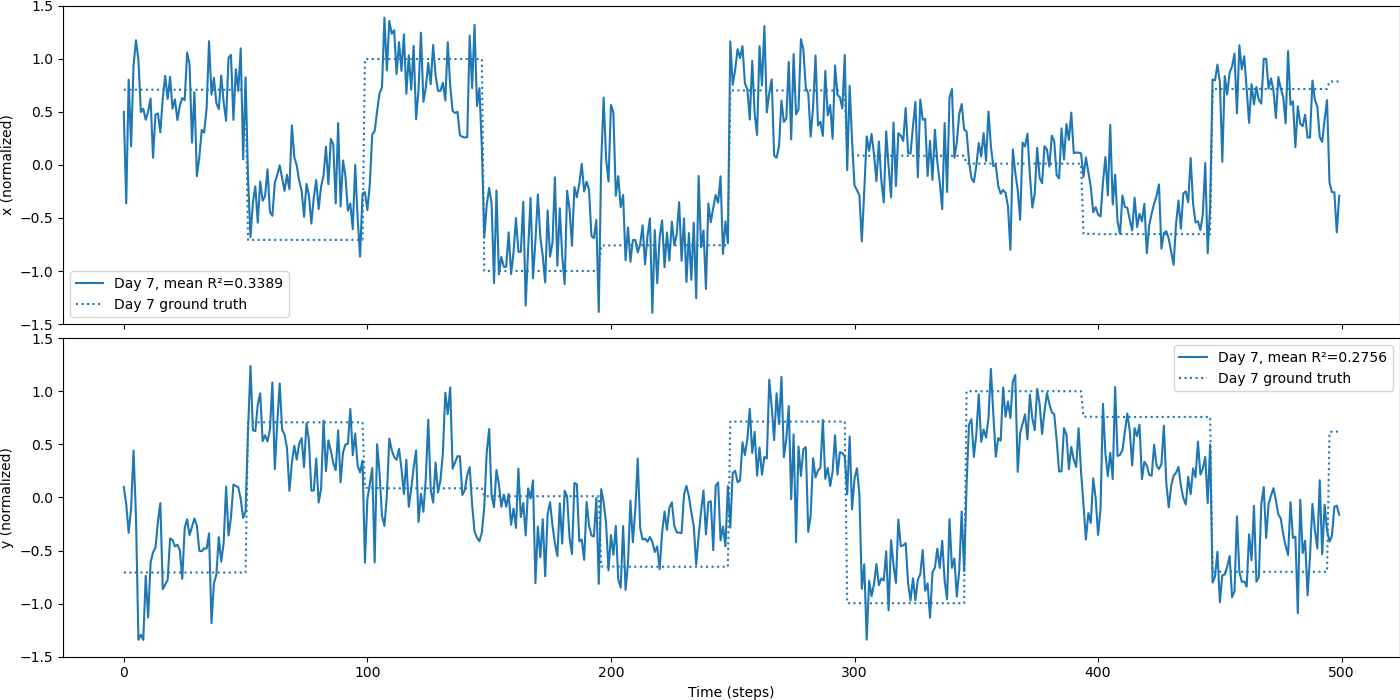 1.5
1.0
0.5
0.0
−0.5
−1.0
−1.5
x (normalized)
Day 7, mean R²=0.3389
Day 7 ground truth
1.5
1.0
0.5
0.0
−0.5
−1.0
−1.5
y (normalized)
Day 7, mean R²=0.2756
Day 7 ground truth
0 100 200 300 400 500
Time (steps)